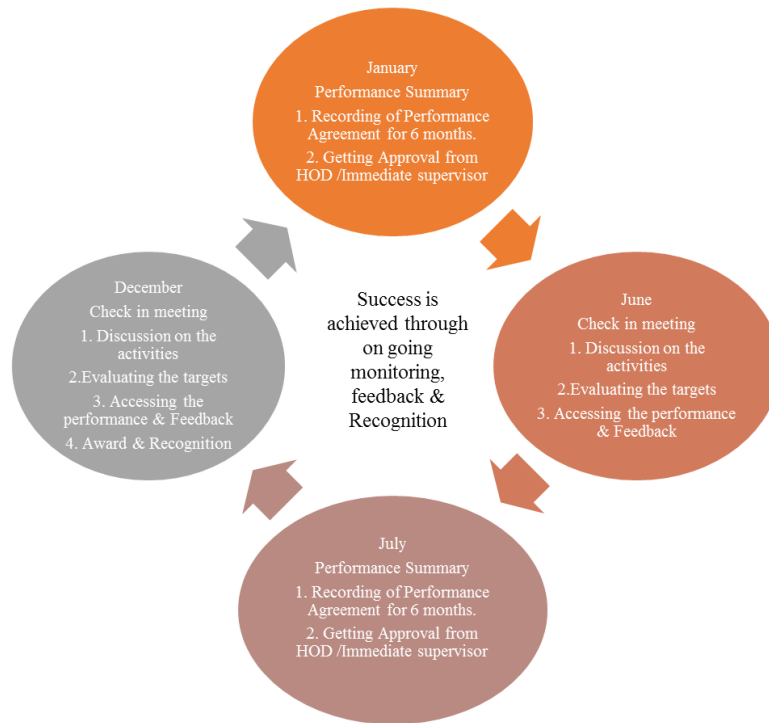 January
Performance Summary
1. Recording of Performance
Agreement for 6 months.
2. Getting Approval from
HOD /Immediate supervisor
June
Check in meeting
1. Discussion on the
activities
2.Evaluating the targets
3. Accessing the performance
& Feedback
July
Performance Summary
1. Recording of Performance
Agreement for 6 months.
2. Getting Approval from
HOD /Immediate supervisor
December
Check in meeting
1. Discussion on the
activities
2.Evaluating the targets
3. Accessing the
performance & Feedback
4. Award & Recognition
Success is
achieved through
on going
monitoring,
feedback &
Recognition